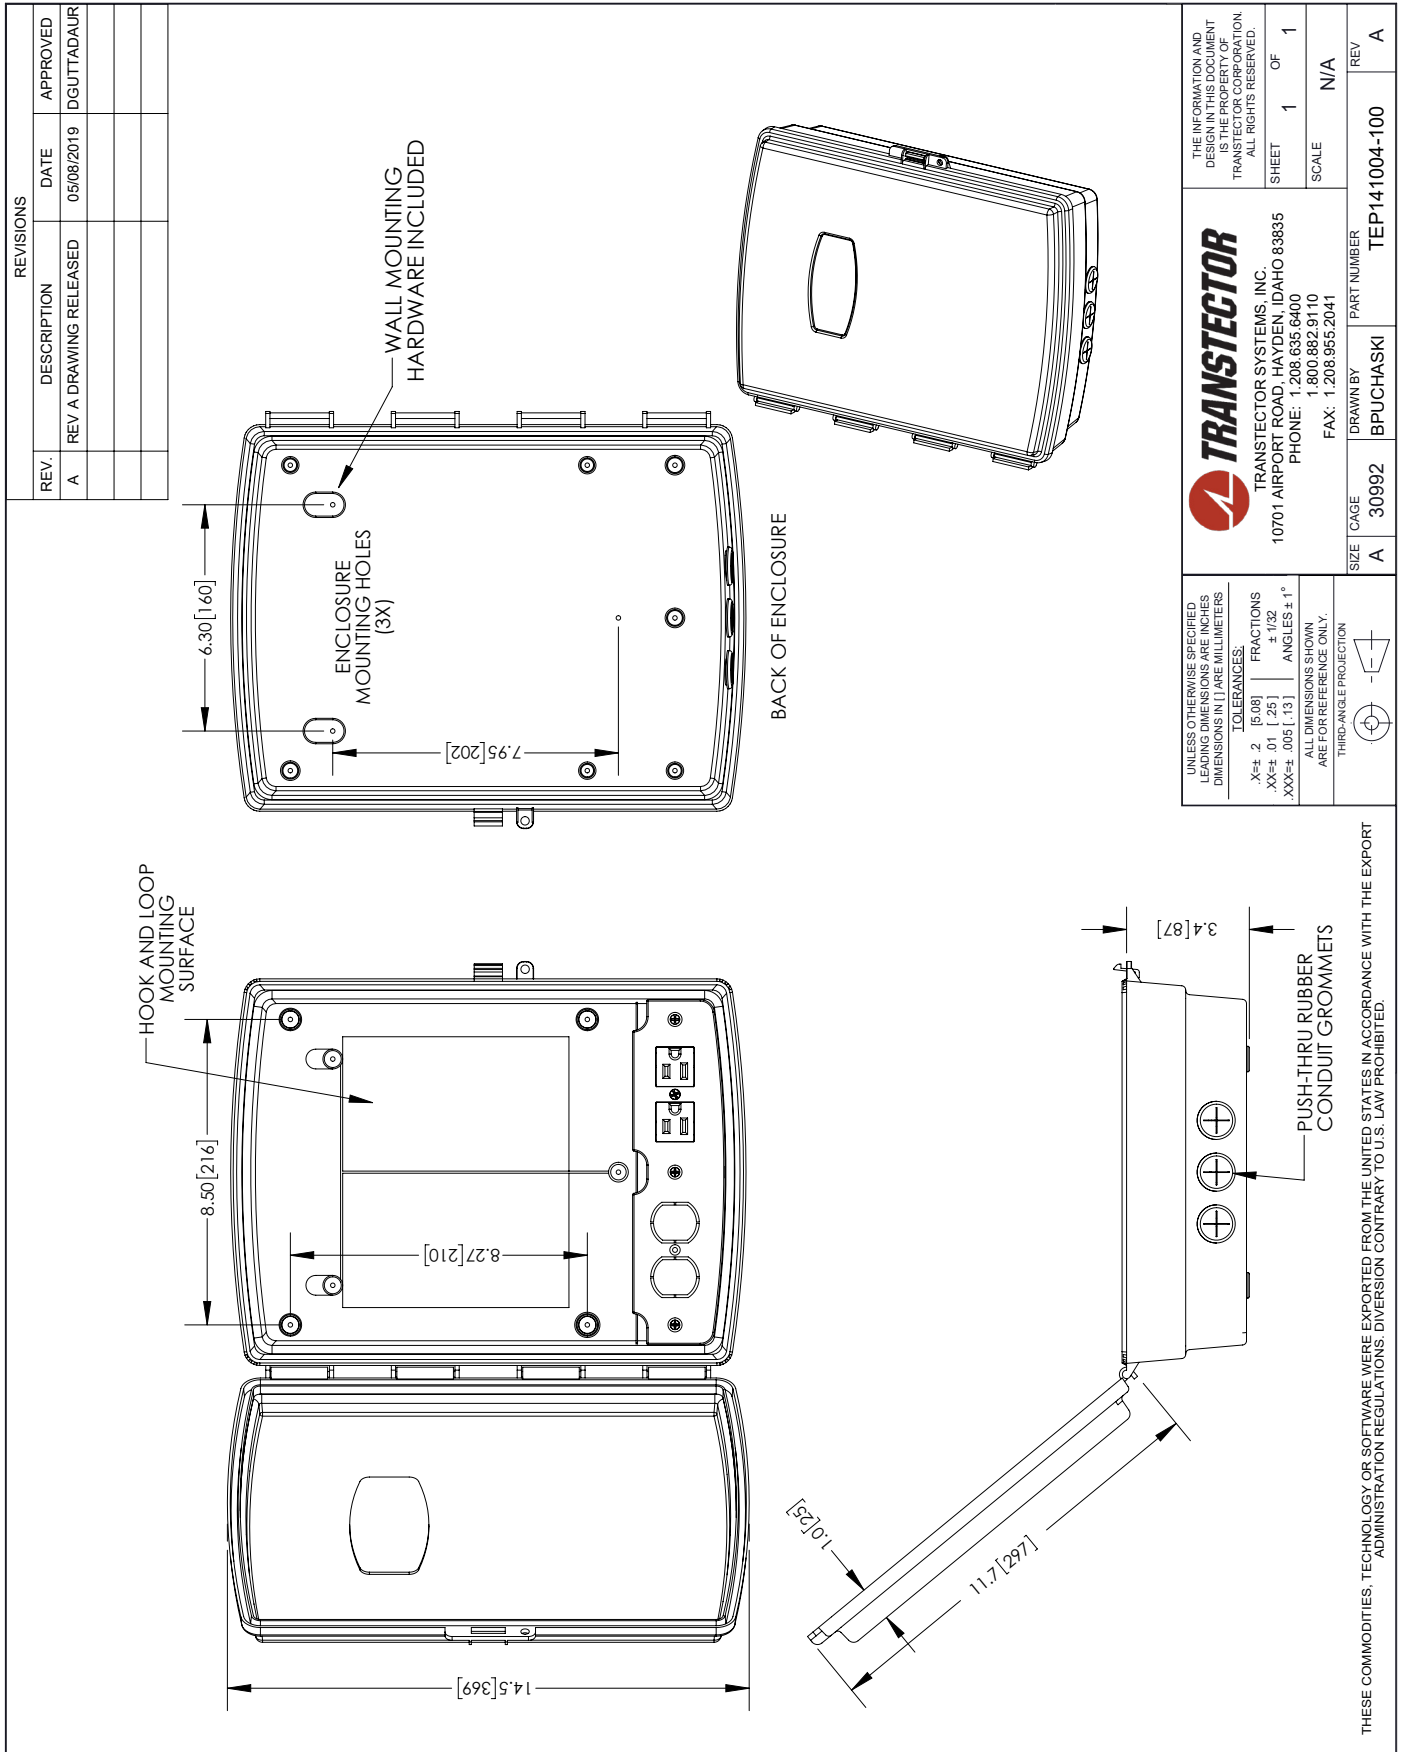 REVISIONS
REV.	DESCRIPTION	DATE	APPROVED
A	REV A DRAWING RELEASED	05/08/2019	DGUTTADAUR
HOOK AND LOOP
MOUNTING
SURFACE
8.50 [216]
8.27 [210]
14.5 [369]
6.30 [160]
ENCLOSURE
MOUNTING HOLES
(3X)
7.95 [202]
WALL MOUNTING
HARDWARE INCLUDED
BACK OF ENCLOSURE
1.0 [25]
11.7 [297]
3.4 [87]
PUSH-THRU RUBBER
CONDUIT GROMMETS
THESE COMMODITIES, TECHNOLOGY OR SOFTWARE WERE EXPORTED FROM THE UNITED STATES IN ACCORDANCE WITH THE EXPORT
ADMINISTRATION REGULATIONS. DIVERSION CONTRARY TO U.S. LAW PROHIBITED.
UNLESS OTHERWISE SPECIFIED
LEADING DIMENSIONS ARE INCHES
DIMENSIONS IN [ ] ARE MILLIMETERS
TOLERANCES:
.X=± .2 [5.08] FRACTIONS
.XX=± .01 [.25] ± 1/32
.XXX=± .005 [.13] ANGLES ± 1°
ALL DIMENSIONS SHOWN
ARE FOR REFERENCE ONLY.
THIRD-ANGLE PROJECTION
TRANSTECTOR
TRANSTECTOR SYSTEMS, INC.
10701 AIRPORT ROAD, HAYDEN, IDAHO 83835
PHONE: 1.208.635.6400
1.800.882.9110
FAX: 1.208.955.2041
THE INFORMATION AND
DESIGN IN THIS DOCUMENT
IS THE PROPERTY OF
TRANSTECTOR CORPORATION.
ALL RIGHTS RESERVED.
SHEET 1 OF 1
SCALE N/A
SIZE	CAGE	DRAWN BY	PART NUMBER	REV
A	30992	BPUCHASKI	TEP141004-100	A